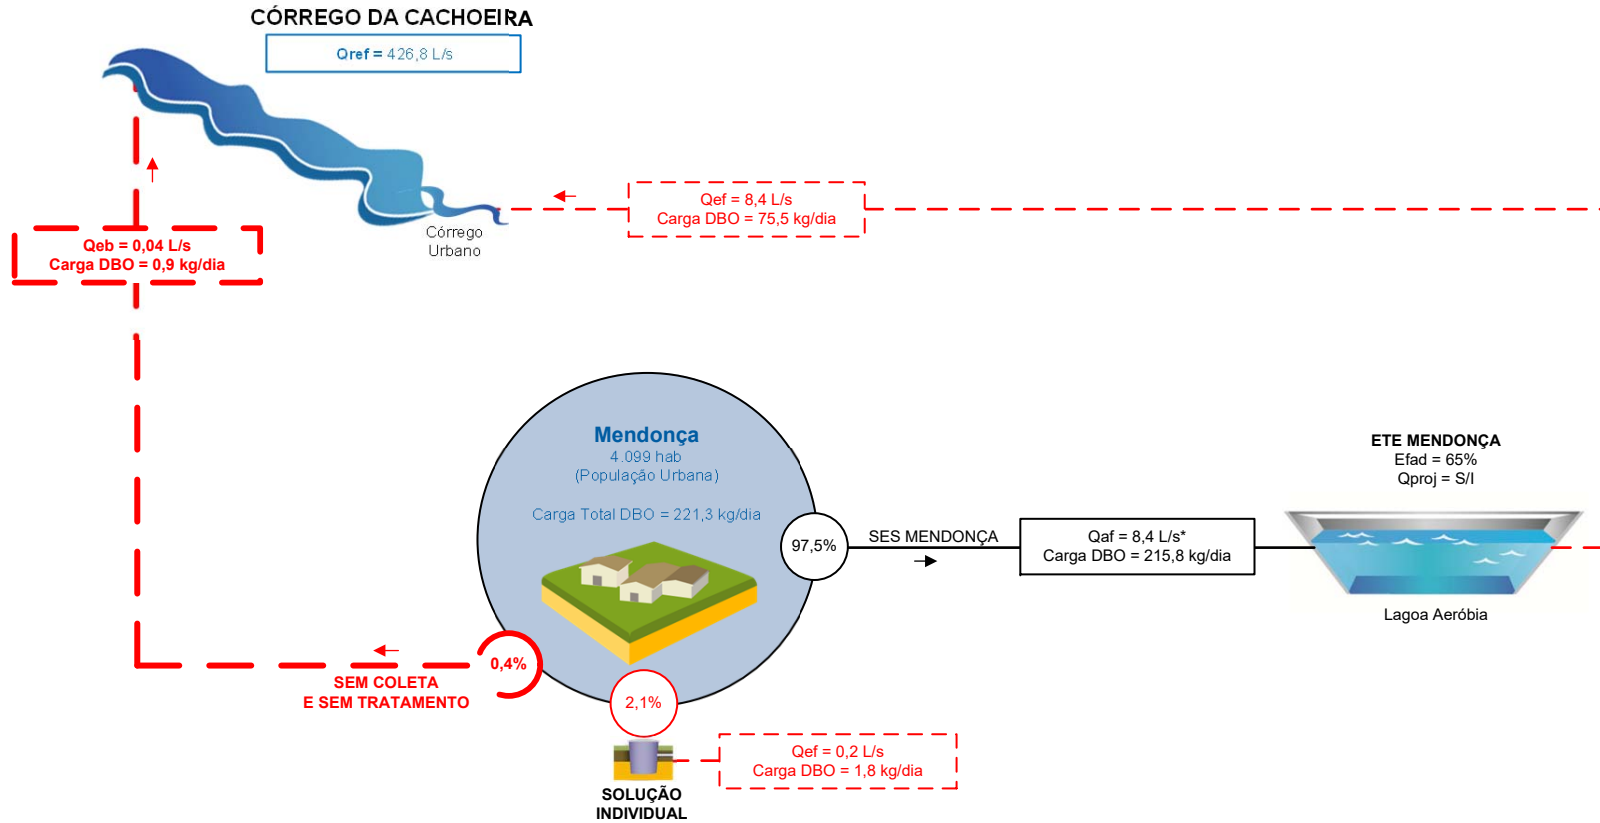 CÓRREGO DA CACHOEIRA
Qref = 426,8 L/s
Qef = 8,4 L/s
Carga DBO = 75,5 kg/dia
Córrego
Urbano
Qeb = 0,04 L/s
Carga DBO = 0,9 kg/dia
Mendonça
4.099 hab
(População Urbana)
Carga Total DBO = 221,3 kg/dia
97,5%
SES MENDONÇA
Qaf = 8,4 L/s*
Carga DBO = 215,8 kg/dia
ETE MENDONÇA
Efad = 65%
Qproj = S/I
Lagoa Aeróbia
0,4%
SEM COLETA
E SEM TRATAMENTO
2,1%
Qef = 0,2 L/s
Carga DBO = 1,8 kg/dia
SOLUÇÃO
INDIVIDUAL